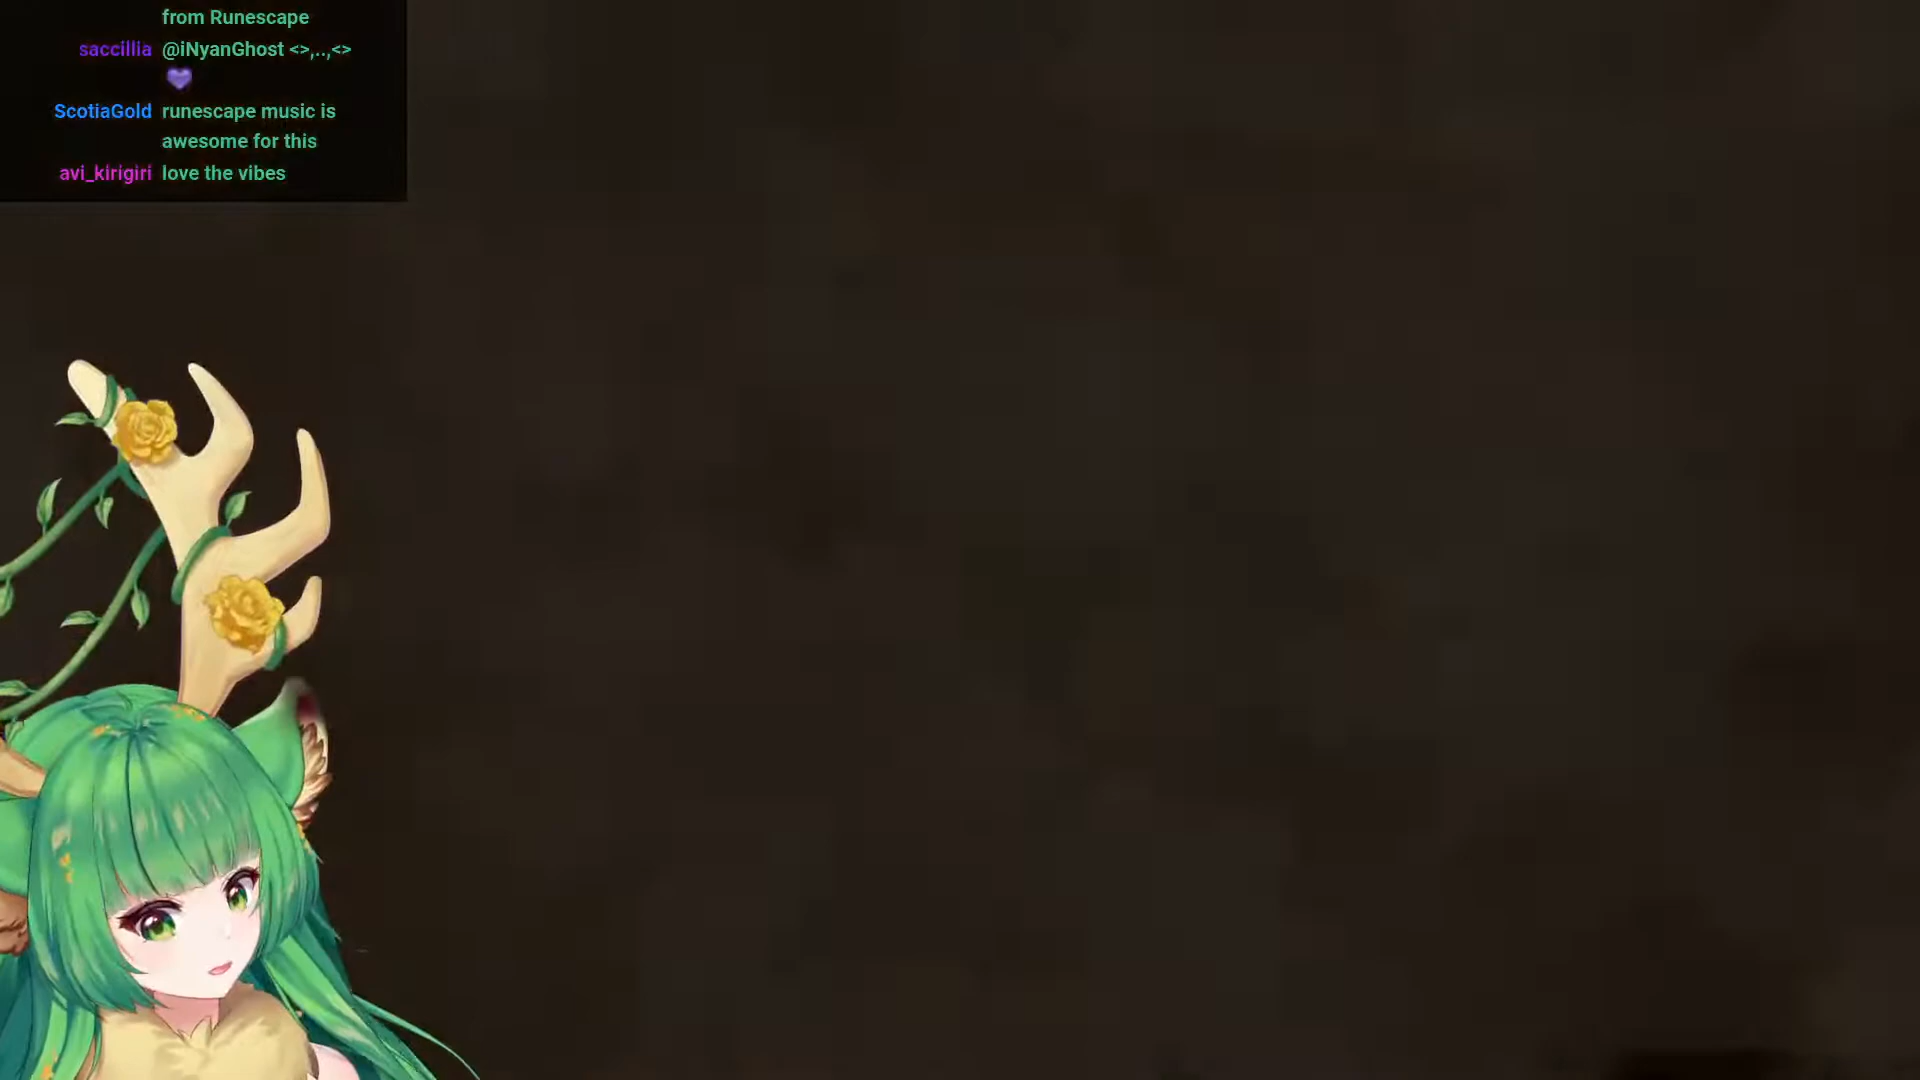 from Runescape
saccillia @iNyanGhost <>,..,<>
💜
ScotiaGold runescape music is
awesome for this
avi_kirigiri love the vibes